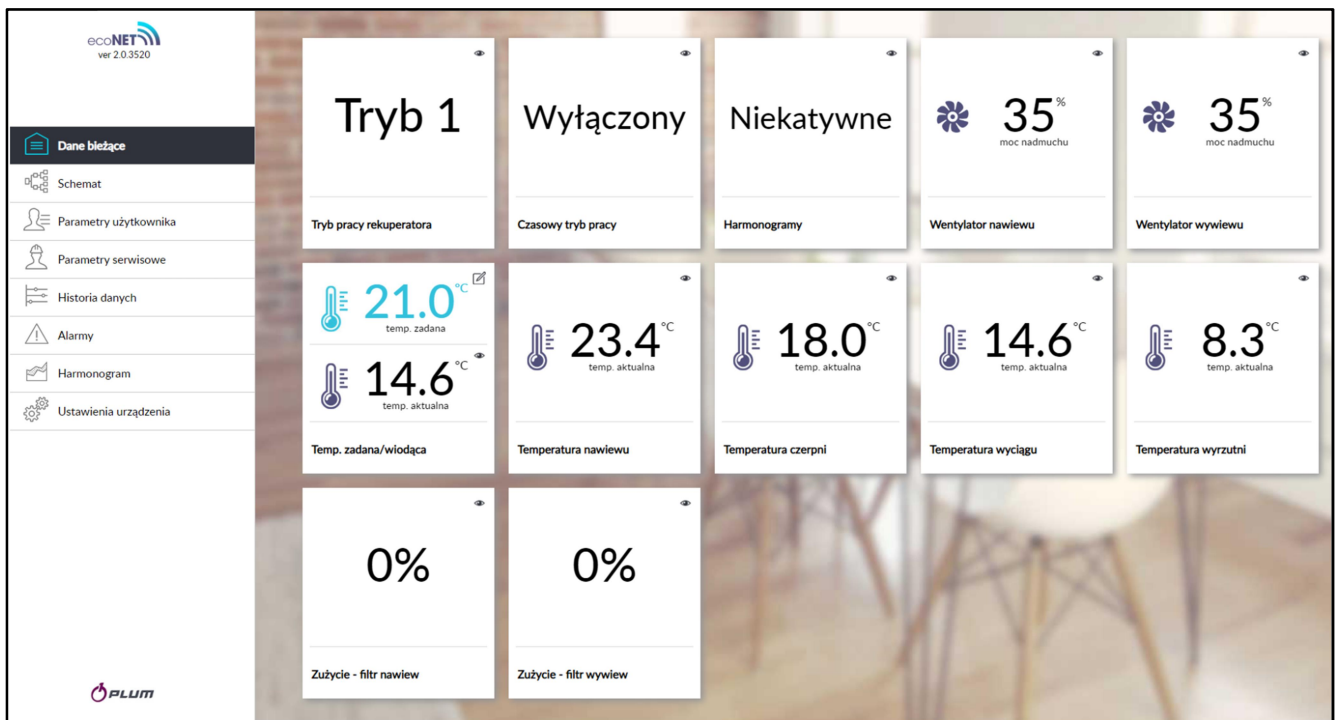 ecoNET
ver 2.0.3520
Dane bieżące
Schemat
Parametry użytkownika
Parametry serwisowe
Historia danych
Alarmy
Harmonogram
Ustawienia urządzenia
PLUM
Tryb 1
Tryb pracy rekuperatora
Wyłączony
Czasowy tryb pracy
Niekatywne
Harmonogramy
35%
moc nadmuchu
Wentylator nawiewu
35%
moc nadmuchu
Wentylator wywiewu
21.0°C
temp. zadana
14.6°C
temp. aktualna
Temp. zadana/wiodąca
23.4°C
temp. aktualna
Temperatura nawiewu
18.0°C
temp. aktualna
Temperatura czerpni
14.6°C
temp. aktualna
Temperatura wyciągu
8.3°C
temp. aktualna
Temperatura wyrzutni
0%
Zużycie - filtr nawiew
0%
Zużycie - filtr wywiew